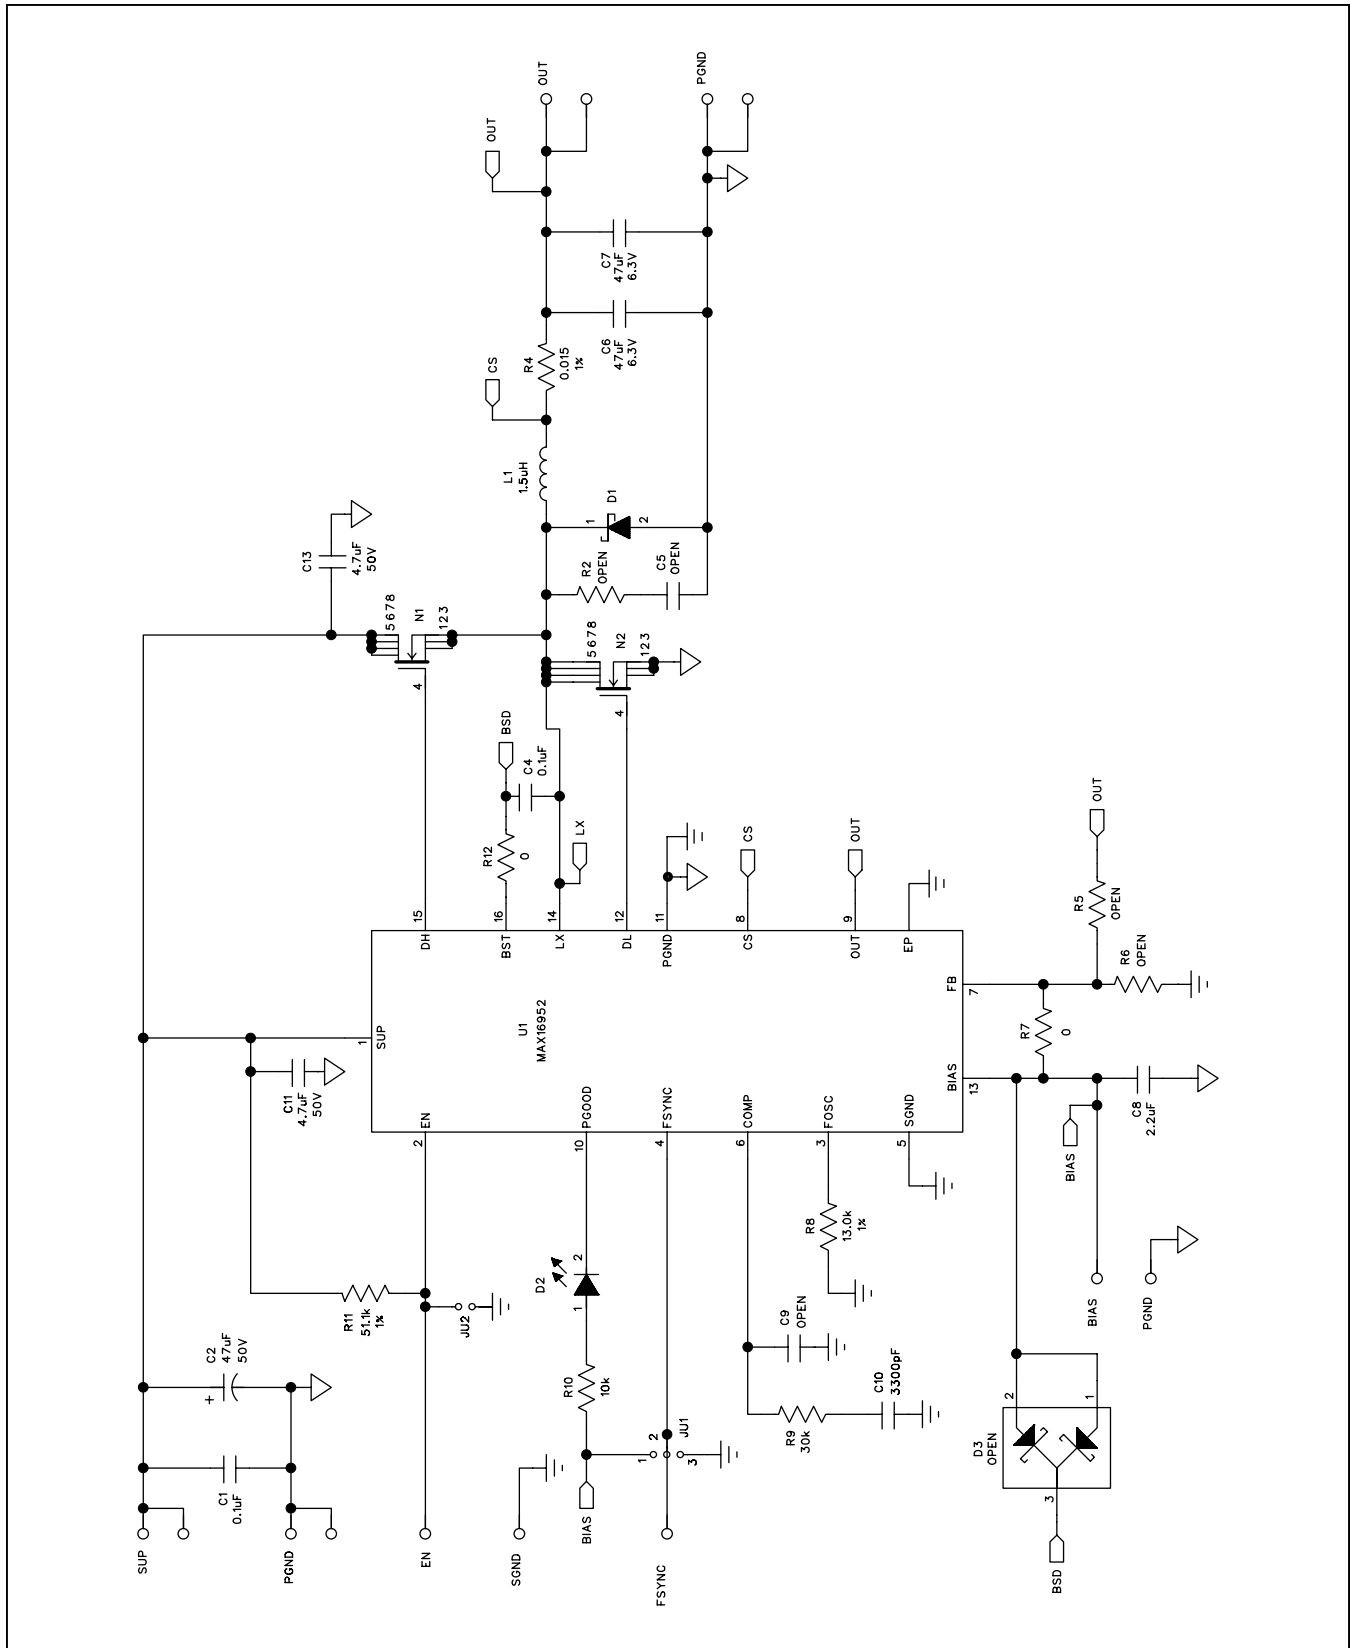 OUT
PGND
OUT
C7
47uF
6.3V
C6
47uF
6.3V
R4
0.015
1%
CS
L1
1.5uH
D1
1
2
R2
OPEN
C5
OPEN
C13
4.7uF
50V
5678
N1
123
4
5678
N2
123
4
BSD
C4
0.1uF
R12
0
LX
CS
OUT
15
16
14
12
11
8
9
DH
BST
LX
DL
PGND
CS
OUT
EP
U1
MAX16952
1
SUP
EN
2
PGOOD
10
FSYNC
4
COMP
6
FOSC
3
SGND
5
FB
7
BIAS
13
OUT
R5
OPEN
R6
OPEN
R7
0
C8
2.2uF
BIAS
BIAS
PGND
C11
4.7uF
50V
R11
51.1k
1%
JU2
D2
1
2
R10
10k
BIAS
JU1
1
2
3
R8
13.0k
1%
C9
OPEN
R9
30k
C10
3300pF
D3
OPEN
2
1
3
BSD
C2
47uF
50V
+
C1
0.1uF
SUP
PGND
EN
SGND
FSYNC